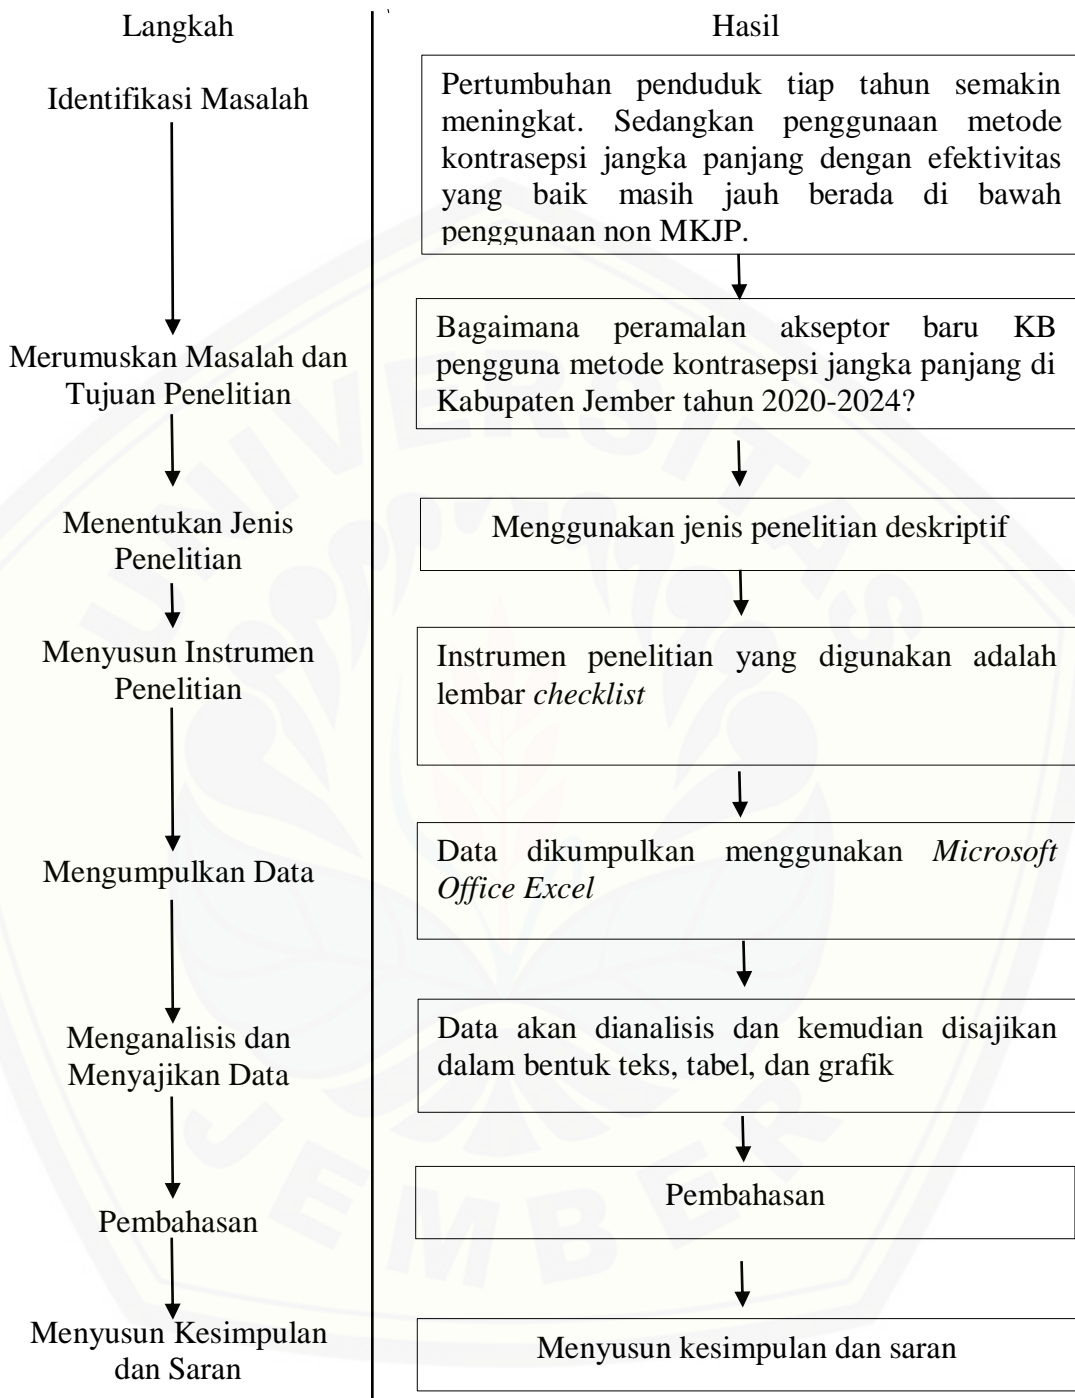 Langkah
Hasil
Identifikasi Masalah
Pertumbuhan penduduk tiap tahun semakin
meningkat. Sedangkan penggunaan metode
kontrasepsi jangka panjang dengan efektivitas
yang baik masih jauh berada di bawah
penggunaan non MKJP.
Merumuskan Masalah dan
Tujuan Penelitian
Bagaimana peramalan akseptor baru KB
pengguna metode kontrasepsi jangka panjang di
Kabupaten Jember tahun 2020-2024?
Menentukan Jenis
Penelitian
Menggunakan jenis penelitian deskriptif
Menyusun Instrumen
Penelitian
Instrumen penelitian yang digunakan adalah
lembar checklist
Mengumpulkan Data
Data dikumpulkan menggunakan Microsoft
Office Excel
Menganalisis dan
Menyajikan Data
Data akan dianalisis dan kemudian disajikan
dalam bentuk teks, tabel, dan grafik
Pembahasan
Pembahasan
Menyusun Kesimpulan
dan Saran
Menyusun kesimpulan dan saran
UNIVERSITAS
JEMBER